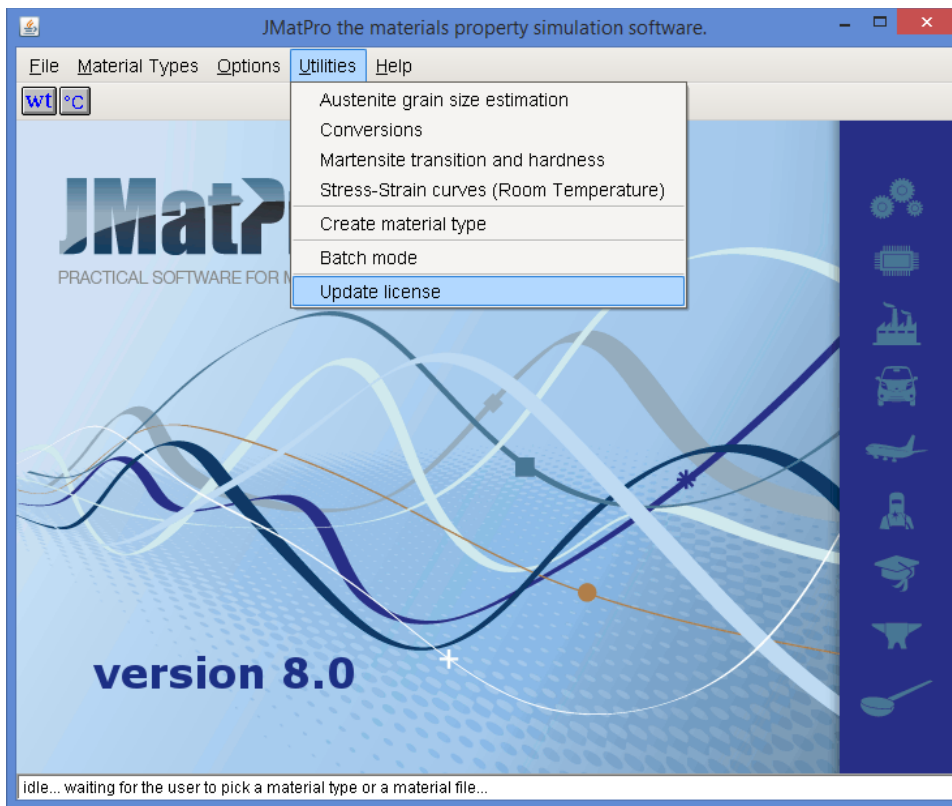 JMatPro the materials property simulation software.
File Material Types Options Utilities Help
wt °C
Austenite grain size estimation
Conversions
Martensite transition and hardness
Stress-Strain curves (Room Temperature)
Create material type
Batch mode
Update license
JMatP
PRACTICAL SOFTWARE FOR M
version 8.0
idle... waiting for the user to pick a material type or a material file...